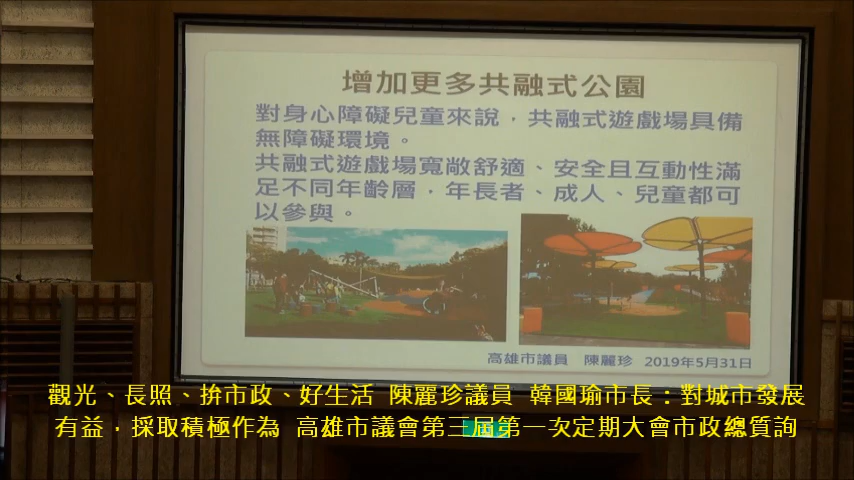 增加更多共融式公園
對身心障礙兒童來說，共融式遊戲場具備
無障礙環境。
共融式遊戲場寬敞舒適、安全且互動性滿
足不同年齡層，年長者、成人、兒童都可
以參與。
高雄市議員 陳麗珍 2019年5月31日
觀光、長照、拚市政、好生活 陳麗珍議員 韓國瑜市長：對城市發展
有益，採取積極作為 高雄市議會第三屆第一次定期大會市政總質詢